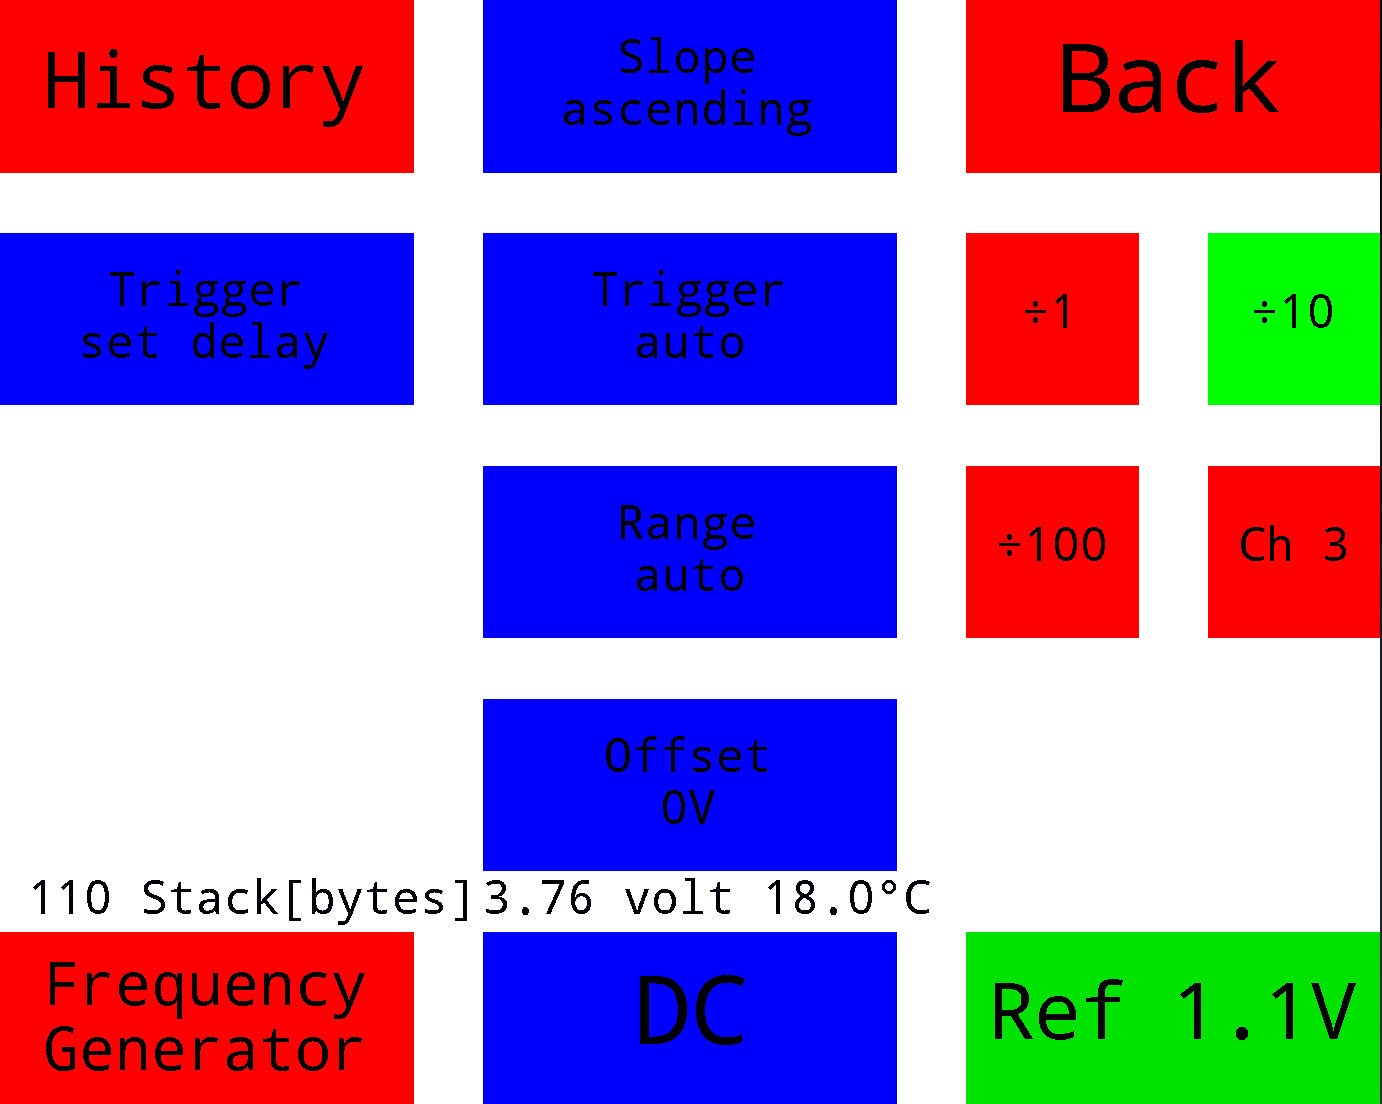 History
Slope
ascending
Back
Trigger
set delay
Trigger
auto
÷1
÷10
Range
auto
÷100
Ch 3
Offset
0V
110 Stack[bytes] 3.76 volt 18.0°C
Frequency
Generator
DC
Ref 1.1V